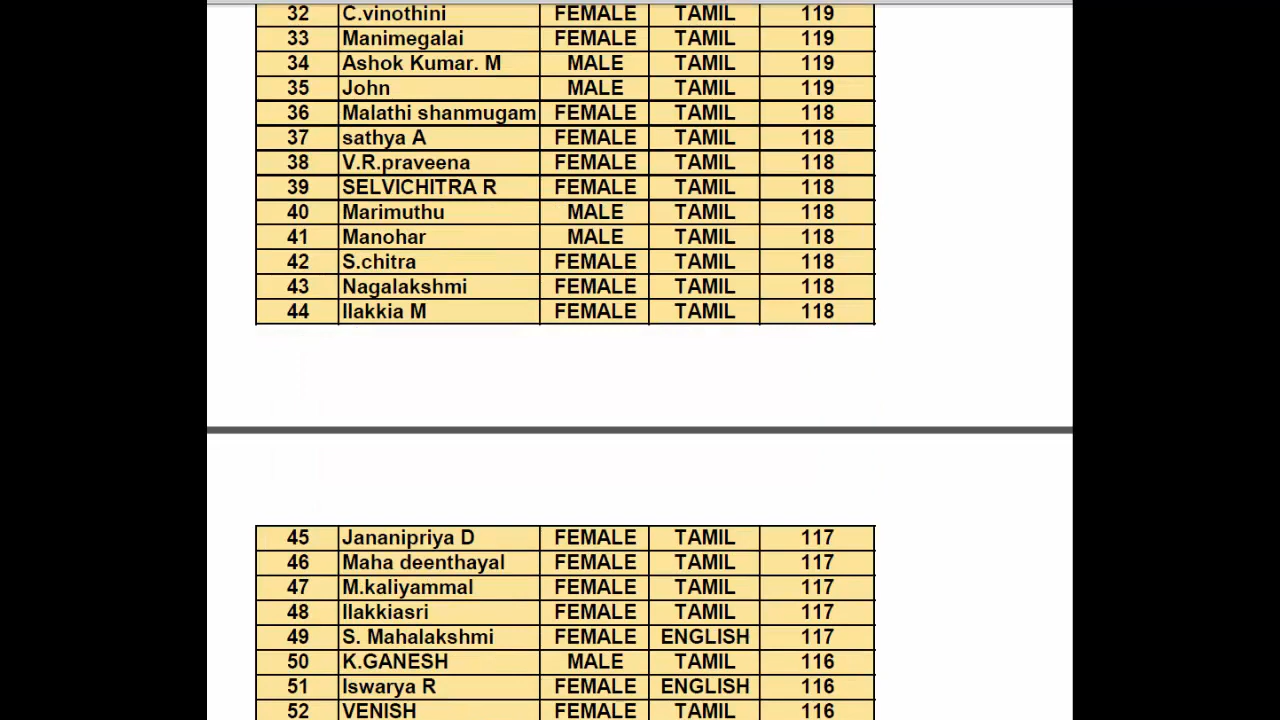 32 C.vinothini FEMALE TAMIL 119
33 Manimegalai FEMALE TAMIL 119
34 Ashok Kumar. M MALE TAMIL 119
35 John MALE TAMIL 119
36 Malathi shanmugam FEMALE TAMIL 118
37 sathya A FEMALE TAMIL 118
38 V.R.praveena FEMALE TAMIL 118
39 SELVICHITRA R FEMALE TAMIL 118
40 Marimuthu MALE TAMIL 118
41 Manohar MALE TAMIL 118
42 S.chitra FEMALE TAMIL 118
43 Nagalakshmi FEMALE TAMIL 118
44 Ilakkia M FEMALE TAMIL 118
45 Jananipriya D FEMALE TAMIL 117
46 Maha deenthayal FEMALE TAMIL 117
47 M.kaliyammal FEMALE TAMIL 117
48 Ilakkiasri FEMALE TAMIL 117
49 S. Mahalakshmi FEMALE ENGLISH 117
50 K.GANESH MALE TAMIL 116
51 Iswarya R FEMALE ENGLISH 116
52 VENISH FEMALE TAMIL 116